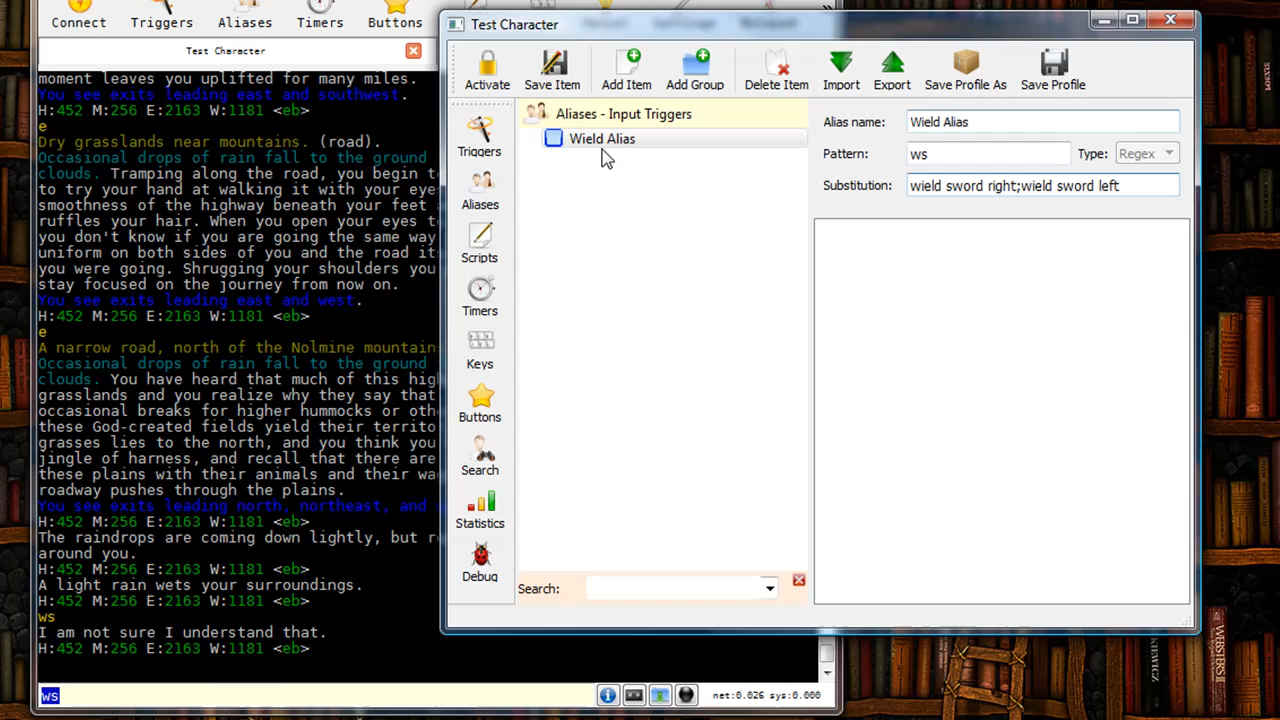 Connect Triggers Aliases Timers Buttons
Test Character
moment leaves you uplifted for many miles.
You see exits leading east and southwest.
H:452 M:256 E:2163 W:1181 <eb>
e
Dry grasslands near mountains. (road).
Occasional drops of rain fall to the ground
clouds. Tramping along the road, you begin to
to try your hand at walking it with your eyes
smoothness of the highway beneath your feet
ruffles your hair. When you open your eyes to
you don't know if you are going the same way
uniform on both sides of you and the road its
you were going. Shrugging your shoulders you
stay focused on the journey from now on.
You see exits leading east and west.
H:452 M:256 E:2163 W:1181 <eb>
e
A narrow road, north of the Nolmine mountains
Occasional drops of rain fall to the ground
clouds. You have heard that much of this hig
grasslands and you realize why they say that
occasional breaks for higher hummocks or oth
these God-created fields yield their territo
grasses lies to the north, and you think you
jingle of harness, and recall that there are
these plains with their animals and their wa
roadway pushes through the plains.
You see exits leading north, northeast, and
H:452 M:256 E:2163 W:1181 <eb>
The raindrops are coming down lightly, but re
around you.
H:452 M:256 E:2163 W:1181 <eb>
A light rain wets your surroundings.
H:452 M:256 E:2163 W:1181 <eb>
ws
I am not sure I understand that.
H:452 M:256 E:2163 W:1181 <eb>
ws
net:0.026 sys:0.000
Test Character
Activate Save Item Add Item Add Group Delete Item Import Export Save Profile As Save Profile
Triggers
Aliases
Scripts
Timers
Keys
Buttons
Search
Statistics
Debug
Aliases - Input Triggers
Wield Alias
Search:
Alias name: Wield Alias
Pattern: ws Type: Regex
Substitution: wield sword right;wield sword left